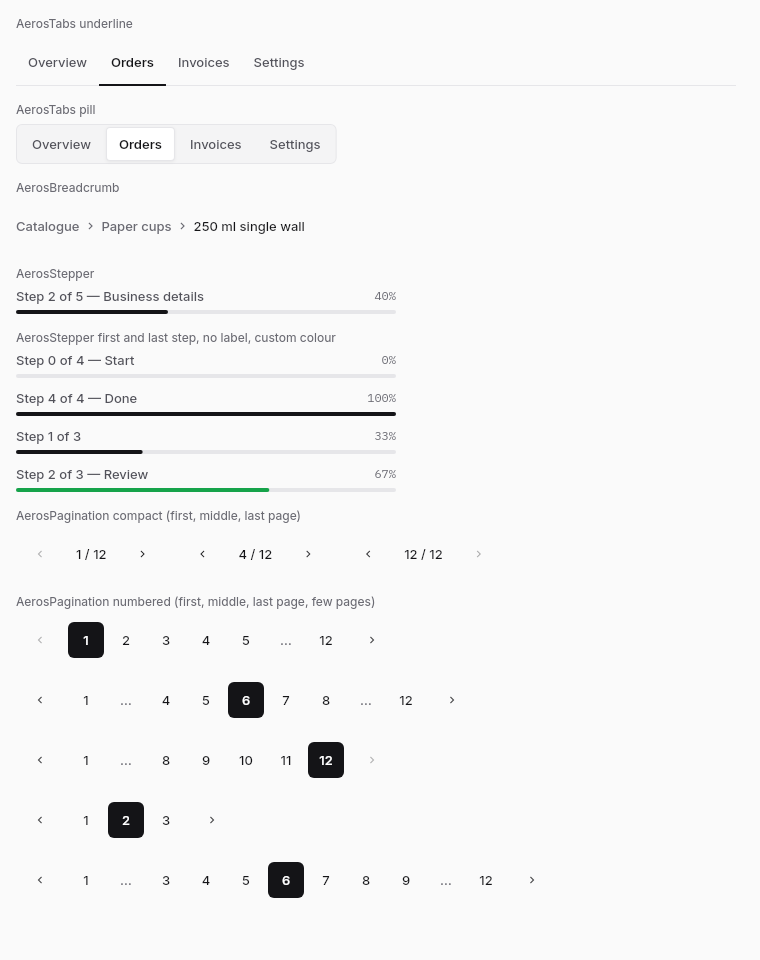 AerosTabs underline
Overview Orders Invoices Settings
AerosTabs pill
Overview Orders Invoices Settings
AerosBreadcrumb
Catalogue › Paper cups › 250 ml single wall
AerosStepper
Step 2 of 5 — Business details 40%
AerosStepper first and last step, no label, custom colour
Step 0 of 4 — Start 0%
Step 4 of 4 — Done 100%
Step 1 of 3 33%
Step 2 of 3 — Review 67%
AerosPagination compact (first, middle, last page)
‹ 1 / 12 › ‹ 4 / 12 › ‹ 12 / 12 ›
AerosPagination numbered (first, middle, last page, few pages)
‹ 1 2 3 4 5 … 12 ›
‹ 1 … 4 5 6 7 8 … 12 ›
‹ 1 … 8 9 10 11 12 ›
‹ 1 2 3 ›
‹ 1 … 3 4 5 6 7 8 9 … 12 ›